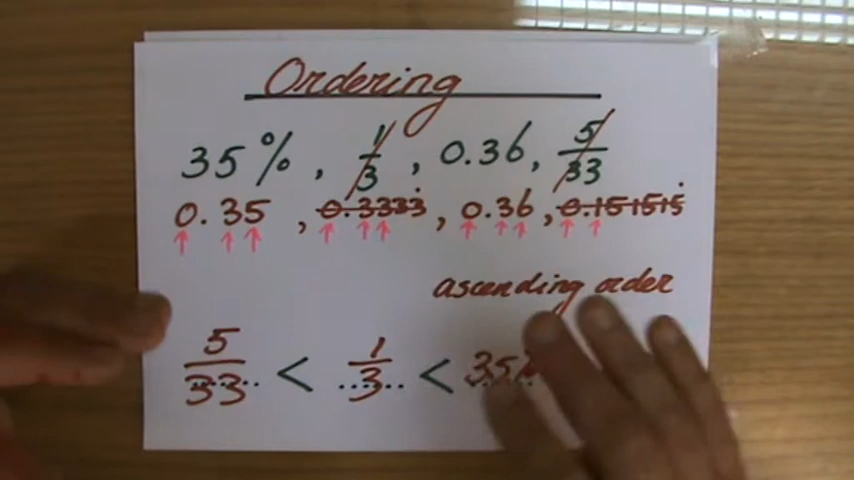 Ordering
35%, 1/3, 0.36, 5/33
0.35, 0.3333̇, 0.36, 0.151515̇
ascending order
5/33 < 1/3 < 35%